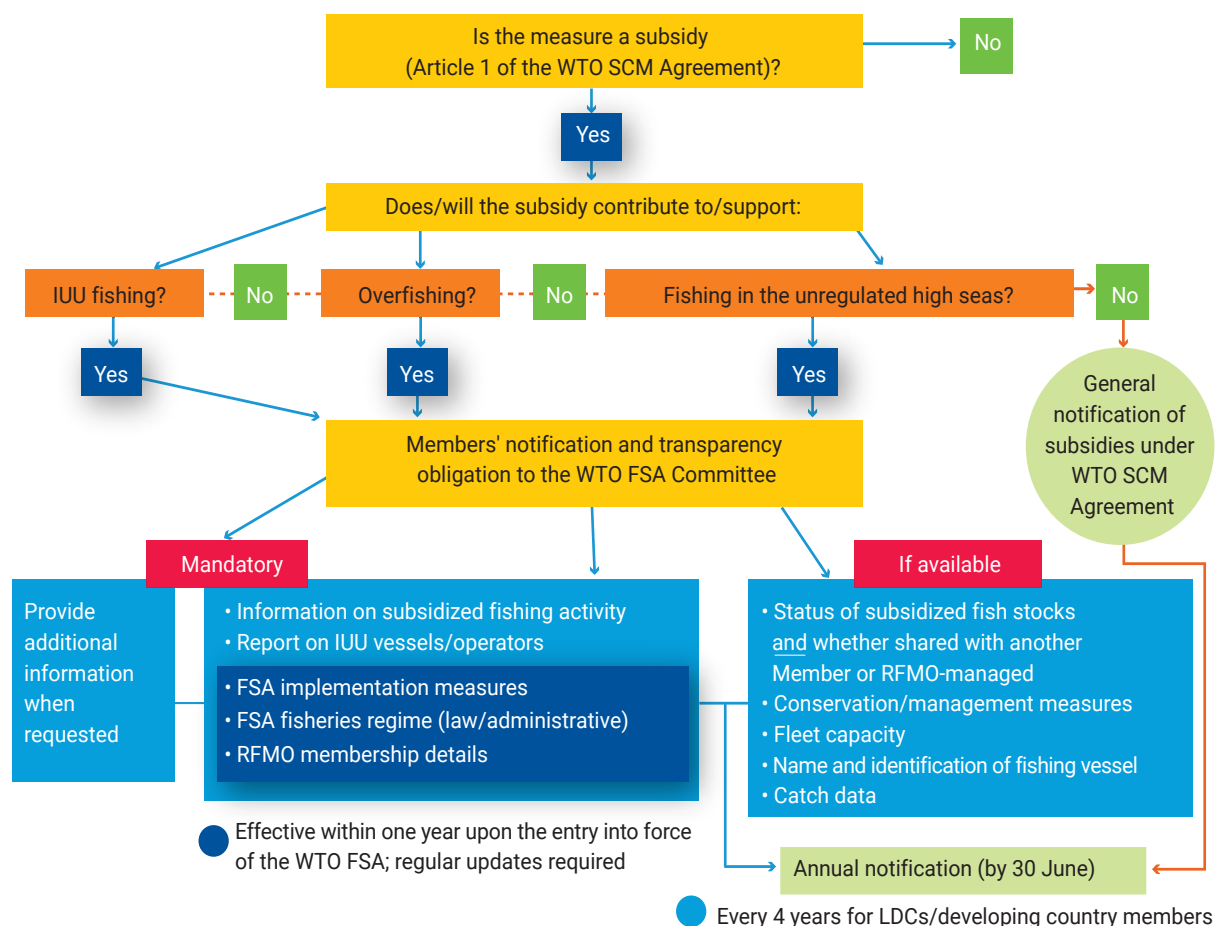 Is the measure a subsidy
(Article 1 of the WTO SCM Agreement)?
No
Yes
Does/will the subsidy contribute to/support:
IUU fishing?
No
Overfishing?
No
Fishing in the unregulated high seas?
No
Yes
Yes
Yes
General
notification of
subsidies under
WTO SCM
Agreement
Members' notification and transparency
obligation to the WTO FSA Committee
Mandatory
If available
Provide
additional
information
when
requested
• Information on subsidized fishing activity
• Report on IUU vessels/operators
• FSA implementation measures
• FSA fisheries regime (law/administrative)
• RFMO membership details
• Status of subsidized fish stocks
and whether shared with another
Member or RFMO-managed
• Conservation/management measures
• Fleet capacity
• Name and identification of fishing vessel
• Catch data
Effective within one year upon the entry into force
of the WTO FSA; regular updates required
Annual notification (by 30 June)
Every 4 years for LDCs/developing country members